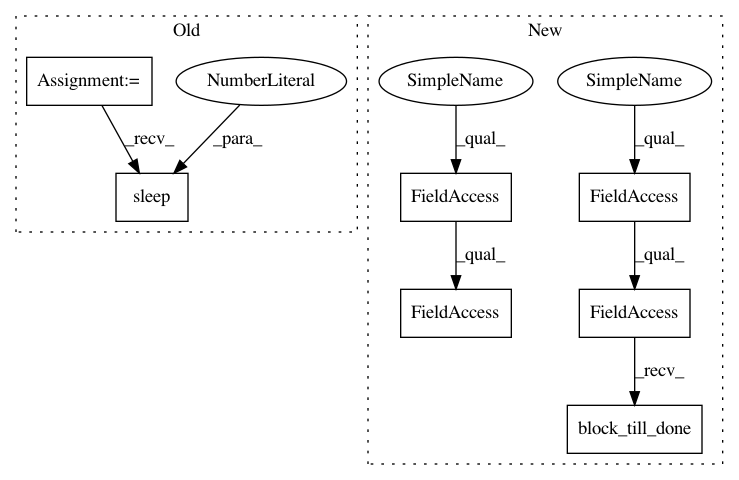 Old
New
Assignment:=
NumberLiteral
SimpleName
SimpleName
_recv_
_para_
_qual_
_qual_
sleep
FieldAccess
FieldAccess
_qual_
_qual_
FieldAccess
FieldAccess
_recv_
block_till_done